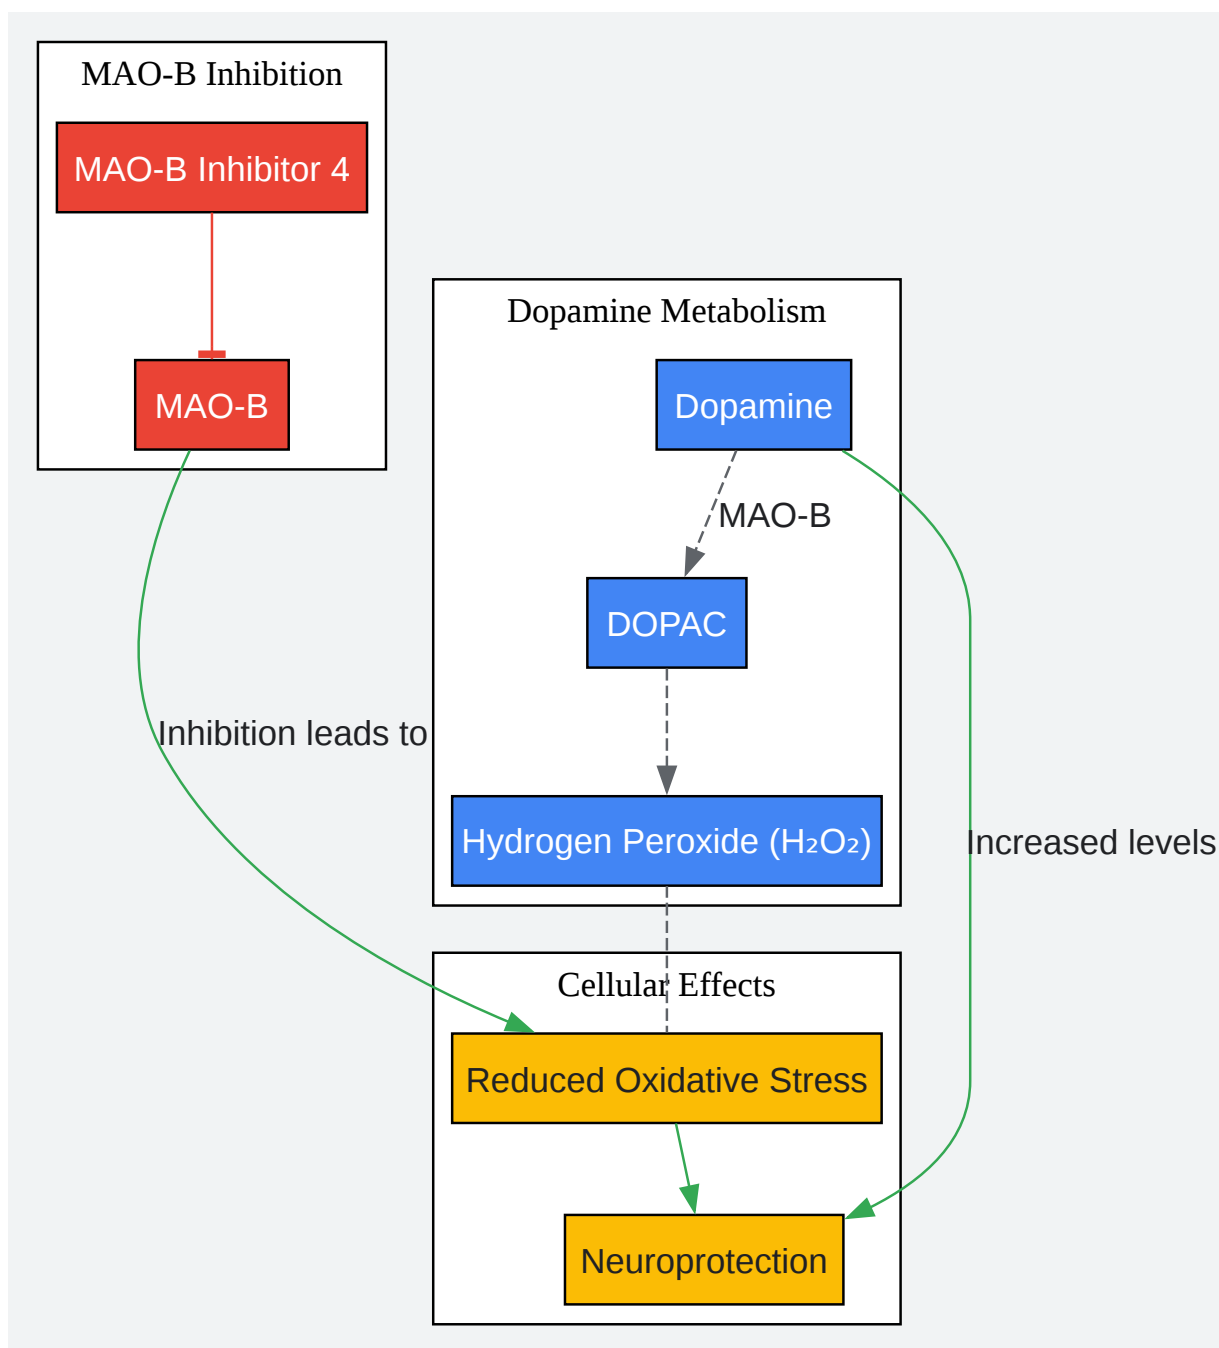 MAO-B Inhibition
MAO-B Inhibitor 4
MAO-B
Dopamine Metabolism
Dopamine
MAO-B
DOPAC
Inhibition leads to
Hydrogen Peroxide (H₂O₂)
Increased levels
Cellular Effects
Reduced Oxidative Stress
Neuroprotection